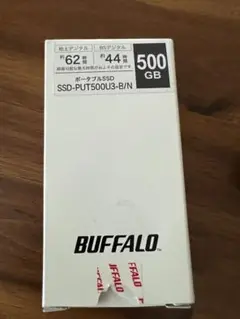 地上デジタル
約62時間
BSデジタル
約44時間
500
GB
ポータブルSSD
SSD-PUT500U3-B/N
BUFFALO
BUFFALO